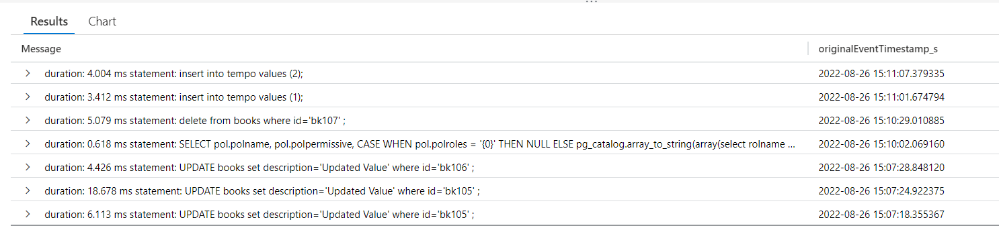 Results Chart
Message originalEventTimestamp_s
duration: 4.004 ms statement: insert into tempo values (2); 2022-08-26 15:11:07.379335
duration: 3.412 ms statement: insert into tempo values (1); 2022-08-26 15:11:01.674794
duration: 5.079 ms statement: delete from books where id='bk107' ; 2022-08-26 15:10:29.010885
duration: 0.618 ms statement: SELECT pol.polname, pol.polpermissive, CASE WHEN pol.polroles = '{0}' THEN NULL ELSE pg_catalog.array_to_string(array(select rolname ... 2022-08-26 15:10:02.069160
duration: 4.426 ms statement: UPDATE books set description='Updated Value' where id='bk106' ; 2022-08-26 15:07:28.848120
duration: 18.678 ms statement: UPDATE books set description='Updated Value' where id='bk105' ; 2022-08-26 15:07:24.922375
duration: 6.113 ms statement: UPDATE books set description='Updated Value' where id='bk105' ; 2022-08-26 15:07:18.355367